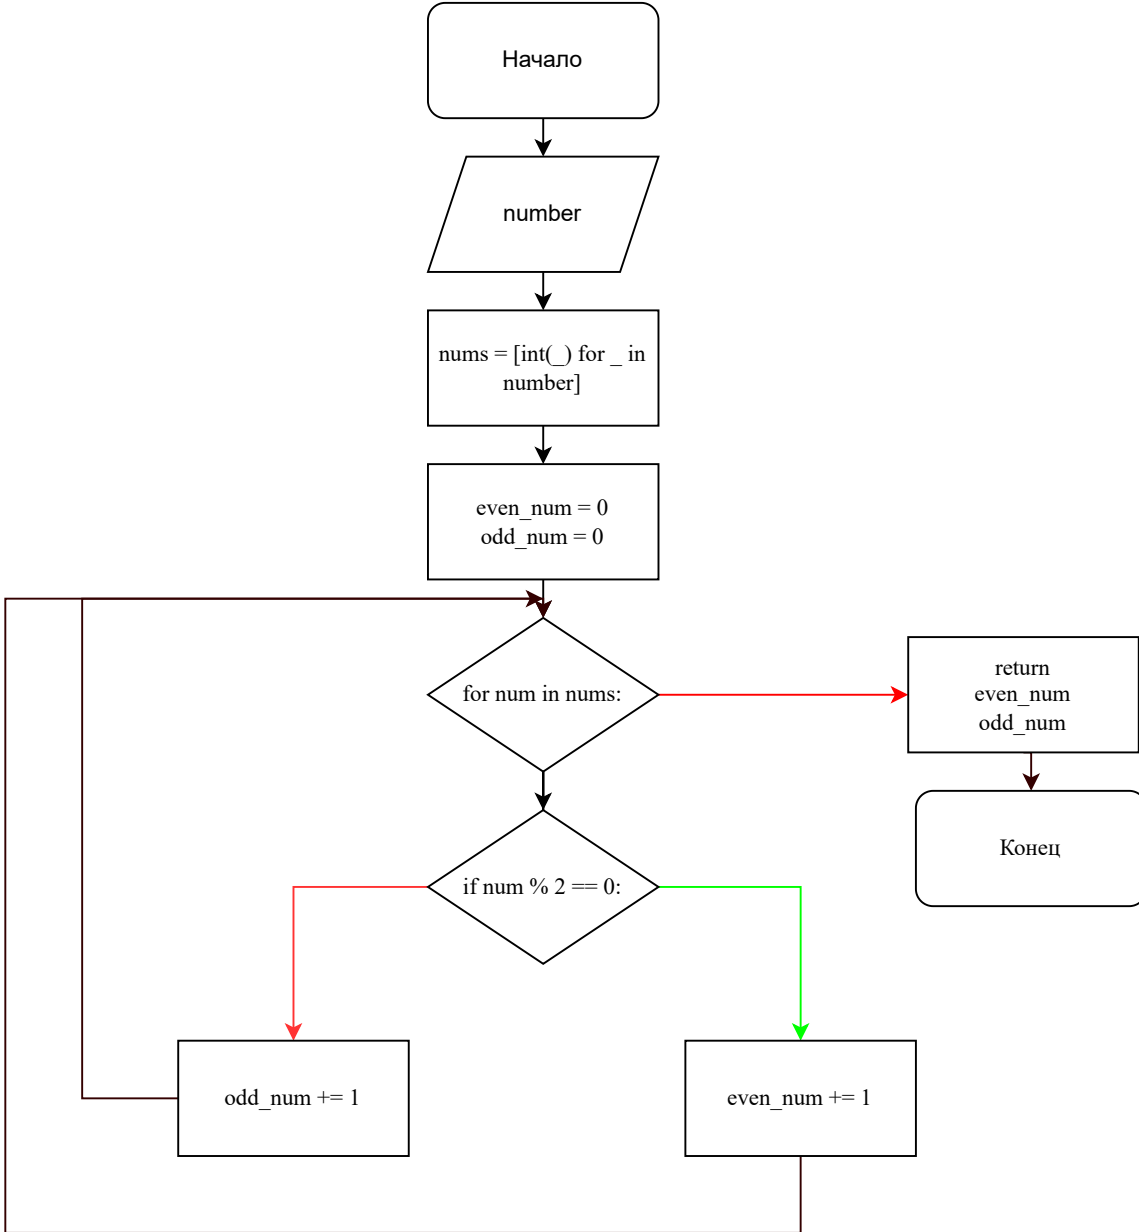 Начало
number
nums = [int(_) for _ in
number]
even_num = 0
odd_num = 0
for num in nums:
return
even_num
odd_num
Конец
if num % 2 == 0:
odd_num += 1
even_num += 1